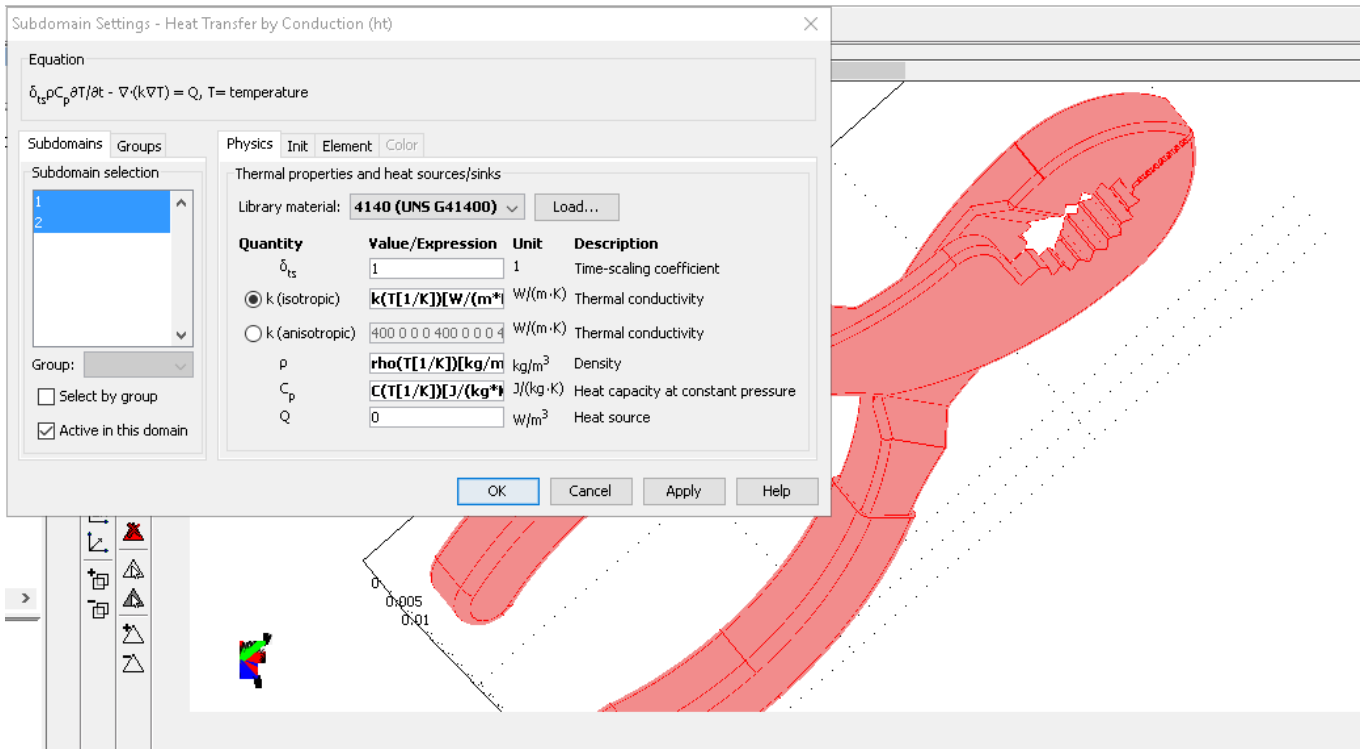 Subdomain Settings - Heat Transfer by Conduction (ht)
Equation
δtsρCp∂T/∂t - ∇·(k∇T) = Q, T= temperature
Subdomains Groups
Subdomain selection
1
2
Group:
Select by group
Active in this domain
Physics Init Element Color
Thermal properties and heat sources/sinks
Library material: 4140 (UNS G41400) Load...
Quantity Value/Expression Unit Description
δts 1 1 Time-scaling coefficient
k (isotropic) k(T[1/K])[W/(m* W/(m·K) Thermal conductivity
k (anisotropic) 400 0 0 0 400 0 0 0 4 W/(m·K) Thermal conductivity
ρ rho(T[1/K])[kg/m kg/m³ Density
Cp C(T[1/K])[J/(kg*K J/(kg·K) Heat capacity at constant pressure
Q 0 W/m³ Heat source
OK Cancel Apply Help
0
0.005
0.01